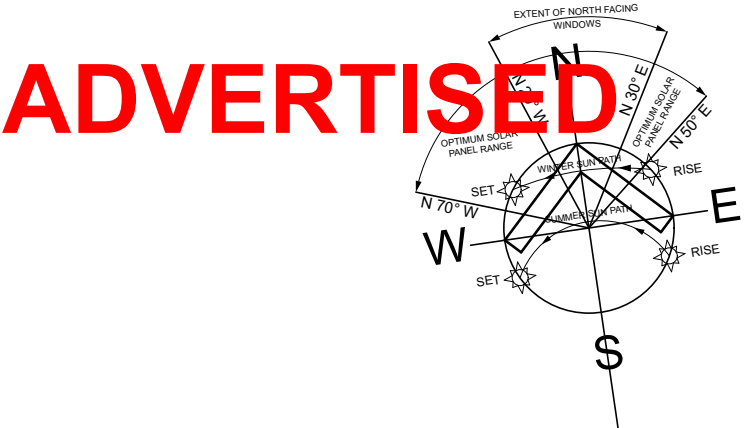 EXTENT OF NORTH FACING
WINDOWS
N
ADVERTISED
N 30° E
OPTIMUM SOLAR
PANEL RANGE
N 50° E
OPTIMUM SOLAR
PANEL RANGE
WINTER SUN PATH
RISE
SET
N 70° W
SUMMER SUN PATH
E
W
RISE
SET
S